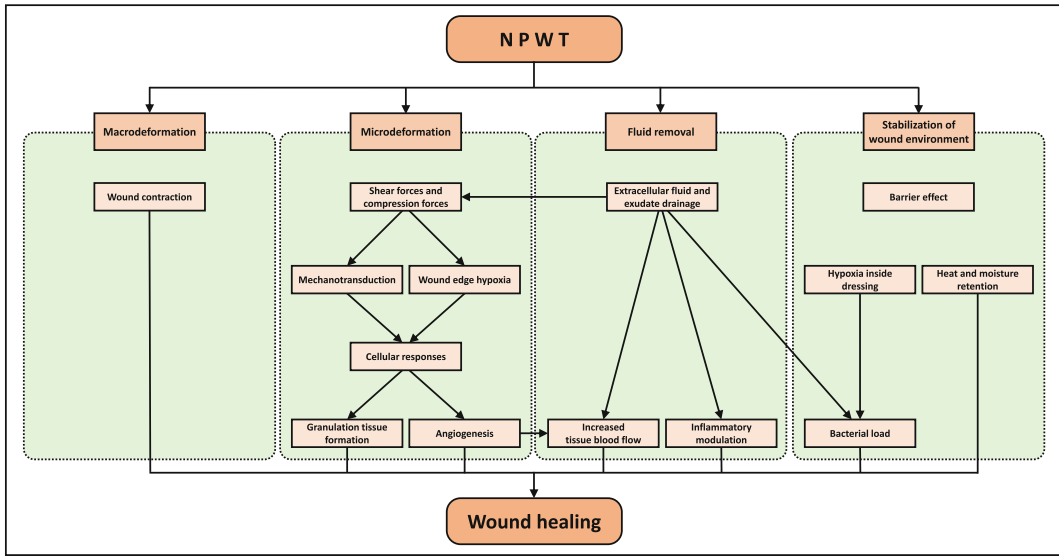 N P W T
Macrodeformation
Microdeformation
Fluid removal
Stabilization of
wound environment
Wound contraction
Shear forces and
compression forces
Extracellular fluid and
exudate drainage
Barrier effect
Mechanotransduction
Wound edge hypoxia
Hypoxia inside
dressing
Heat and moisture
retention
Cellular responses
Granulation tissue
formation
Angiogenesis
Increased
tissue blood flow
Inflammatory
modulation
Bacterial load
Wound healing